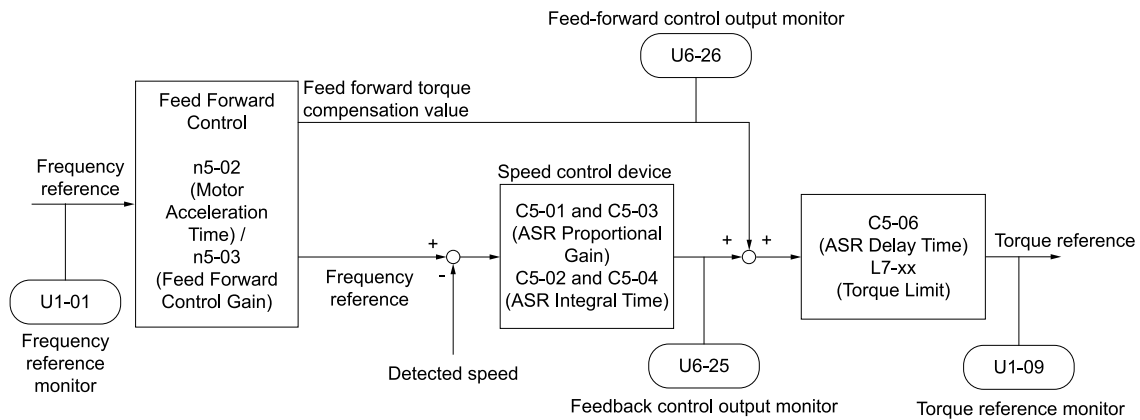 Feed-forward control output monitor
U6-26
Feed Forward
Control
n5-02
(Motor
Acceleration
Time) /
n5-03
(Feed Forward
Control Gain)
Feed forward torque
compensation value
Frequency
reference
U1-01
Frequency
reference
monitor
Speed control device
C5-01 and C5-03
(ASR Proportional
Gain)
C5-02 and C5-04
(ASR Integral Time)
+
-
Frequency
reference
Detected speed
+
+
U6-25
Feedback control output monitor
C5-06
(ASR Delay Time)
L7-xx
(Torque Limit)
Torque reference
U1-09
Torque reference monitor